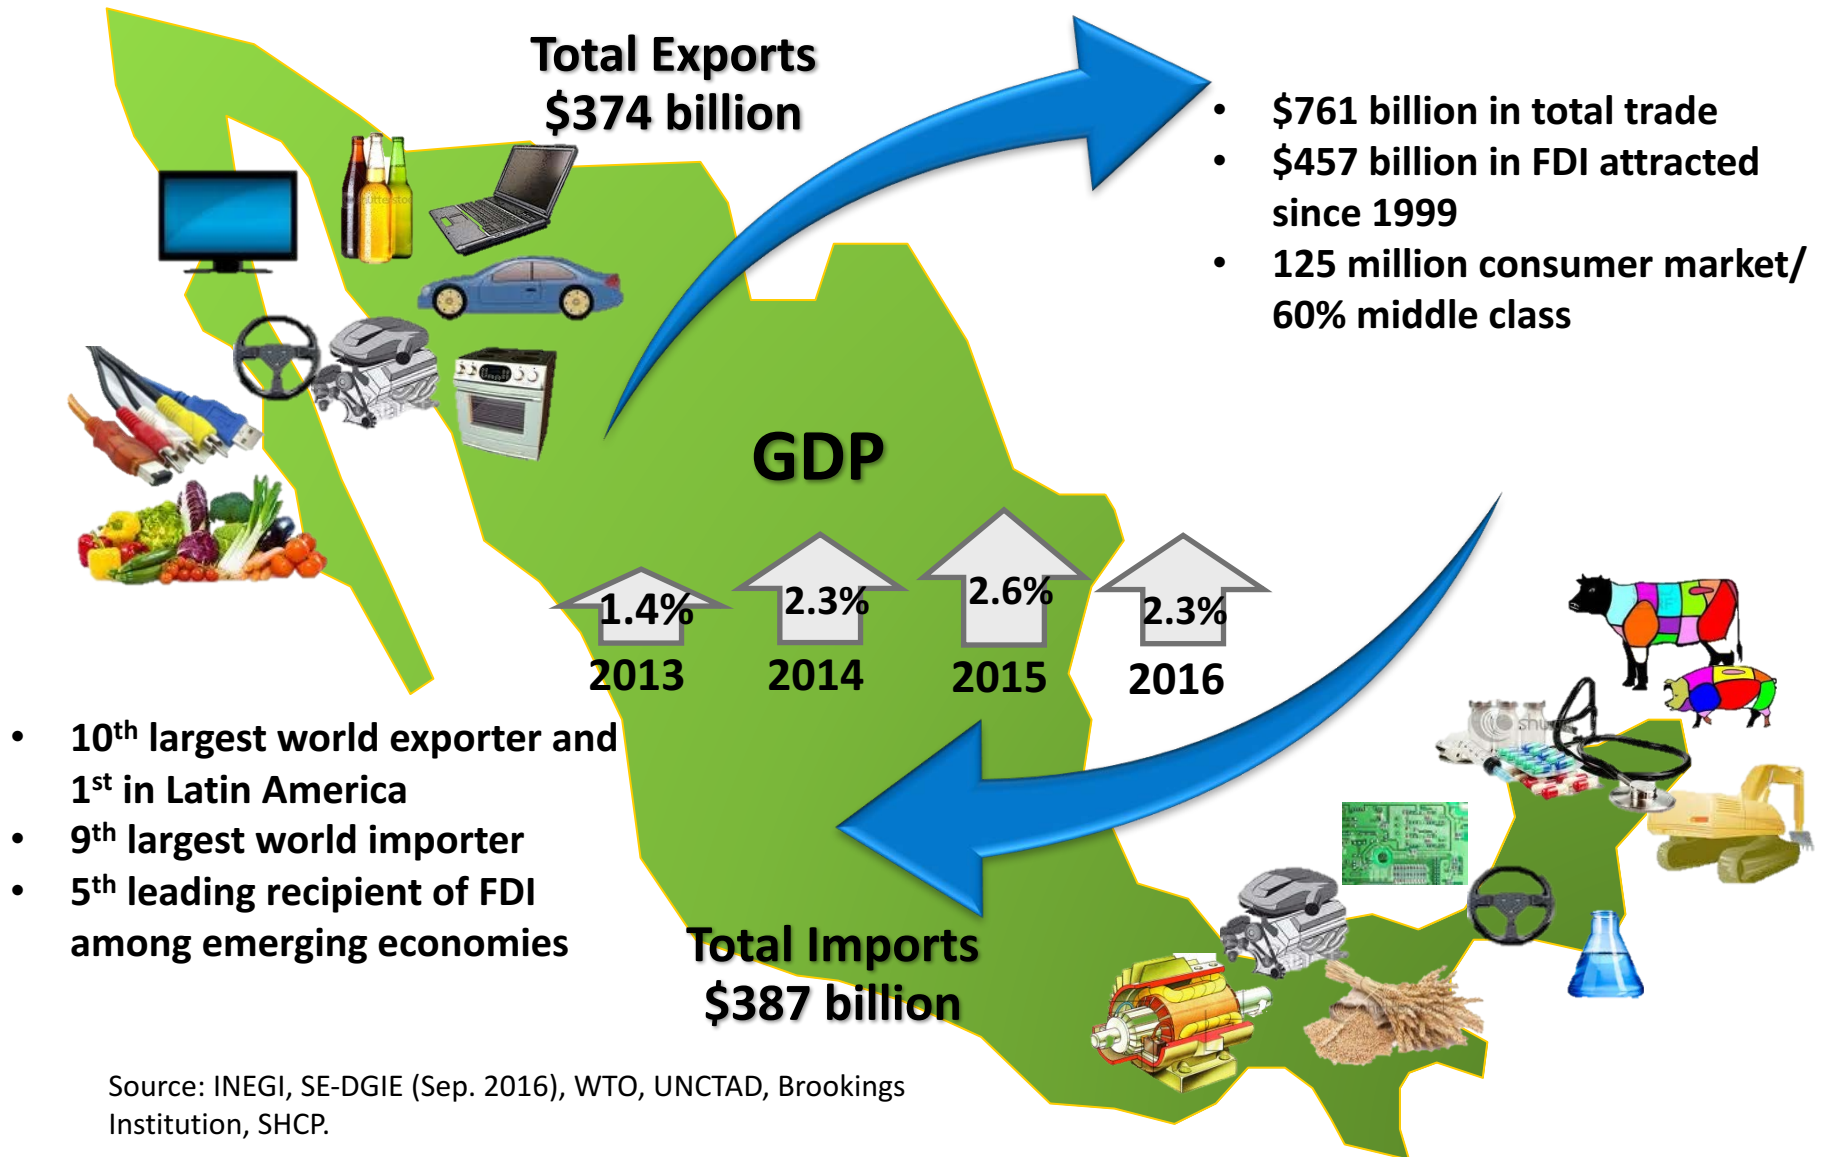 Total Exports
$374 billion
• $761 billion in total trade
• $457 billion in FDI attracted
since 1999
• 125 million consumer market/
60% middle class
GDP
1.4%
2.3%
2.6%
2.3%
2013
2014
2015
2016
• 10th largest world exporter and
1st in Latin America
• 9th largest world importer
• 5th leading recipient of FDI
among emerging economies
Total Imports
$387 billion
Source: INEGI, SE-DGIE (Sep. 2016), WTO, UNCTAD, Brookings
Institution, SHCP.